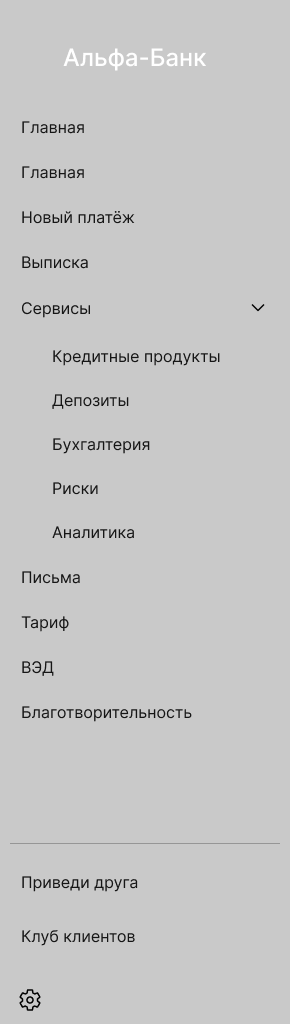 Альфа-Банк
Главная
Главная
Новый платёж
Выписка
Сервисы
Кредитные продукты
Депозиты
Бухгалтерия
Риски
Аналитика
Письма
Тариф
ВЭД
Благотворительность
Приведи друга
Клуб клиентов